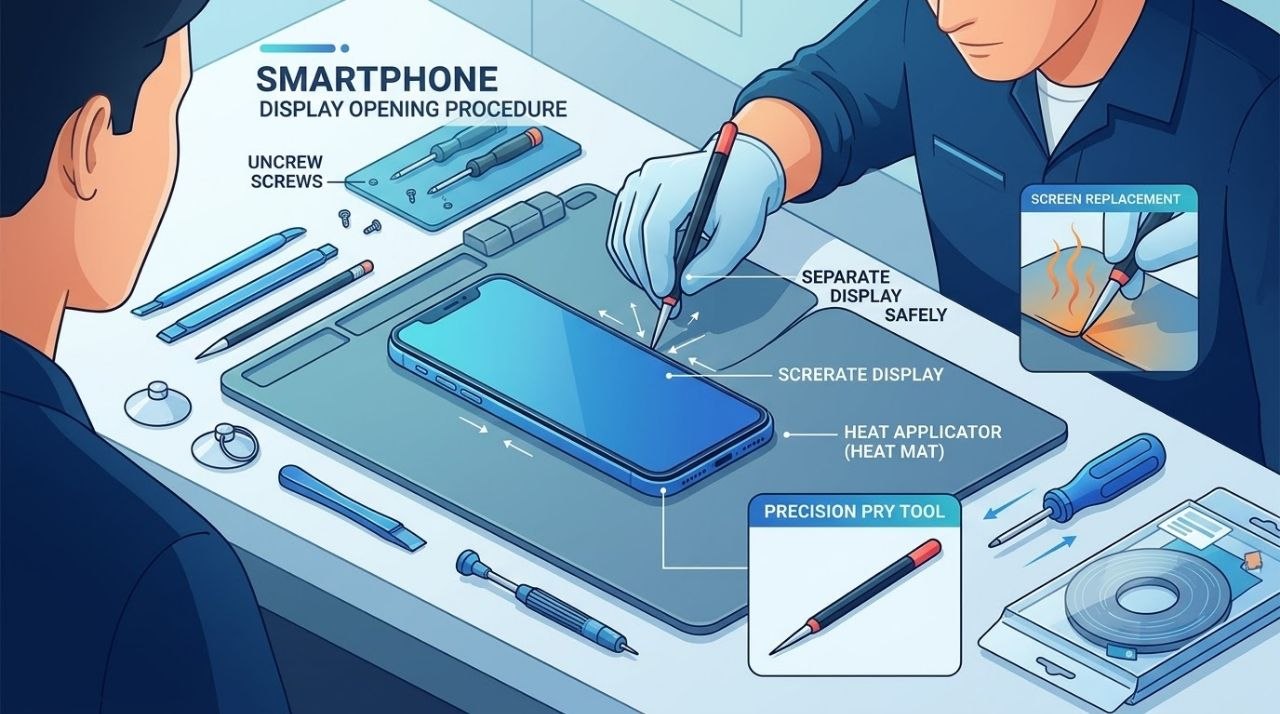 SMARTPHONE
DISPLAY OPENING PROCEDURE
UNCREW
SCREWS
SCREEN REPLACEMENT
SEPARATE
DISPLAY
SAFELY
SCRERATE DISPLAY
HEAT APPLICATOR
(HEAT MAT)
PRECISION PRY TOOL